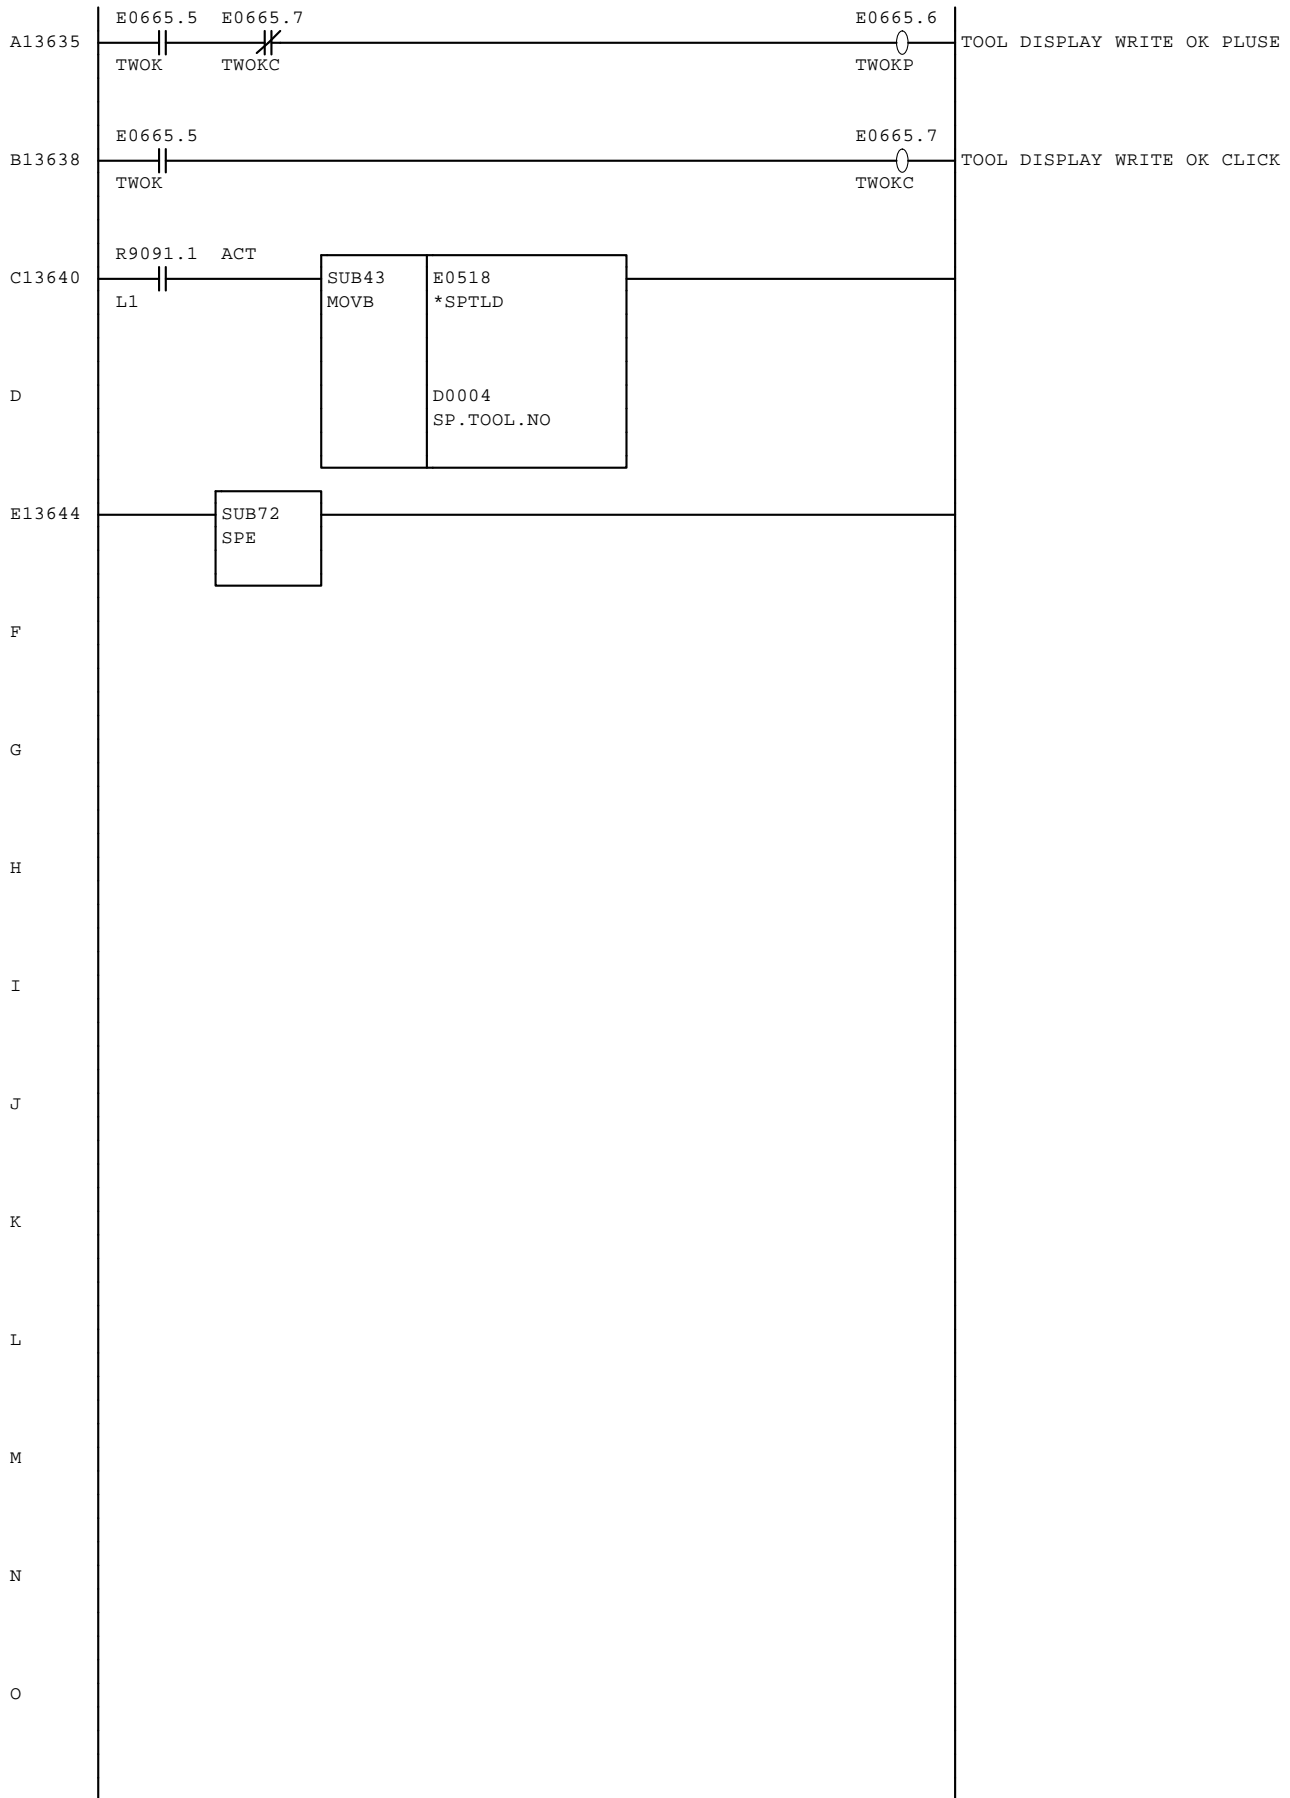 E0665.5 E0665.7 E0665.6
A13635 TOOL DISPLAY WRITE OK PLUSE
TWOK TWOKC TWOKP
E0665.5 E0665.7
B13638 TOOL DISPLAY WRITE OK CLICK
TWOK TWOKC
R9091.1 ACT
C13640 SUB43 E0518
L1 MOVB *SPTLD
D D0004
SP.TOOL.NO
E13644 SUB72
SPE
F
G
H
I
J
K
L
M
N
O